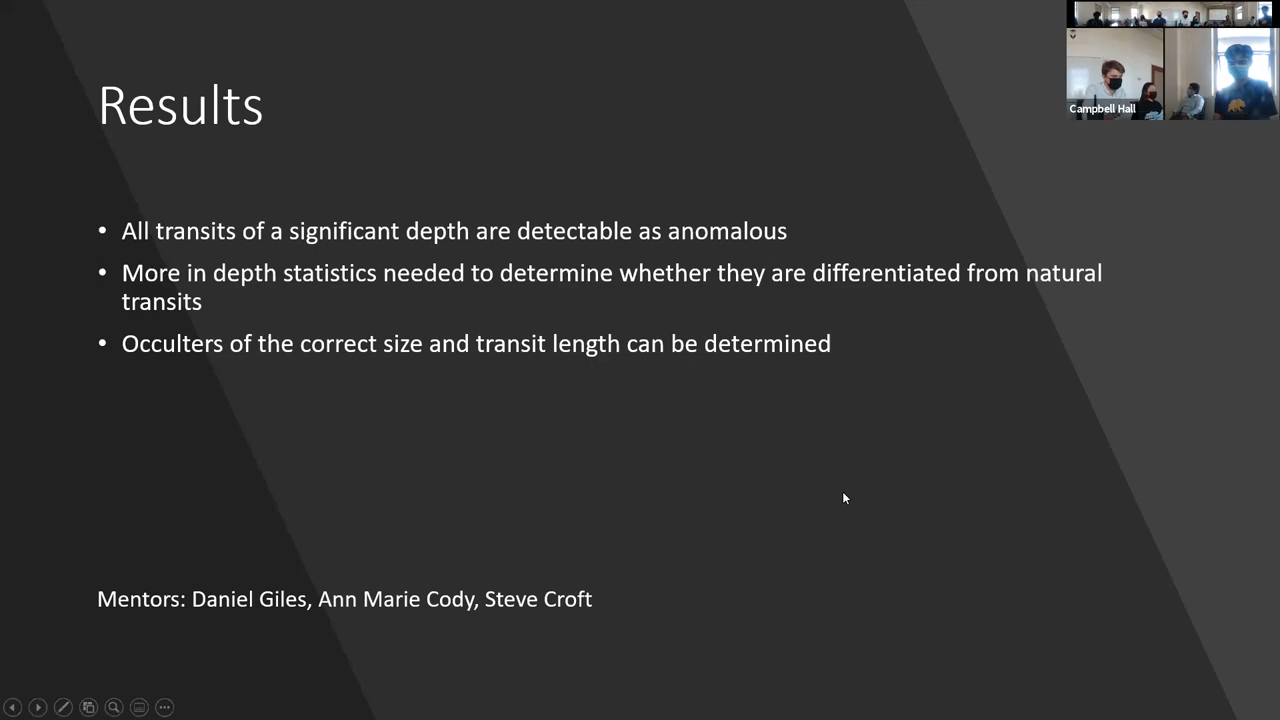 Results
• All transits of a significant depth are detectable as anomalous
• More in depth statistics needed to determine whether they are differentiated from natural
transits
• Occulters of the correct size and transit length can be determined
Mentors: Daniel Giles, Ann Marie Cody, Steve Croft
Campbell Hall